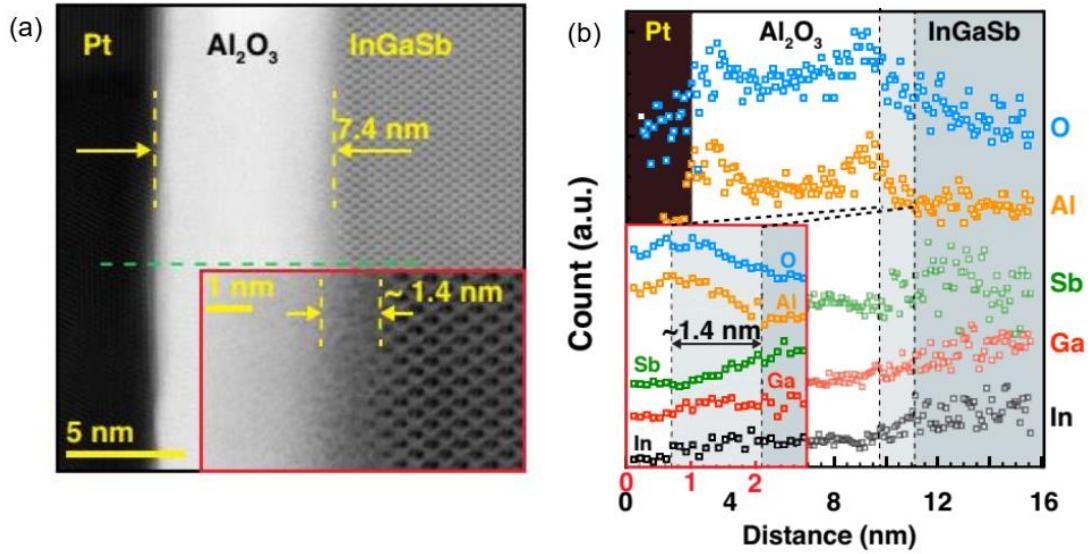 (a)
Pt
Al₂O₃
InGaSb
7.4 nm
1 nm
~ 1.4 nm
5 nm
(b)
Pt
Al₂O₃
InGaSb
O
Al
Sb
Ga
In
O
Al
~1.4 nm
Sb
Ga
In
0 1 2
0 4 8 12 16
Count (a.u.)
Distance (nm)